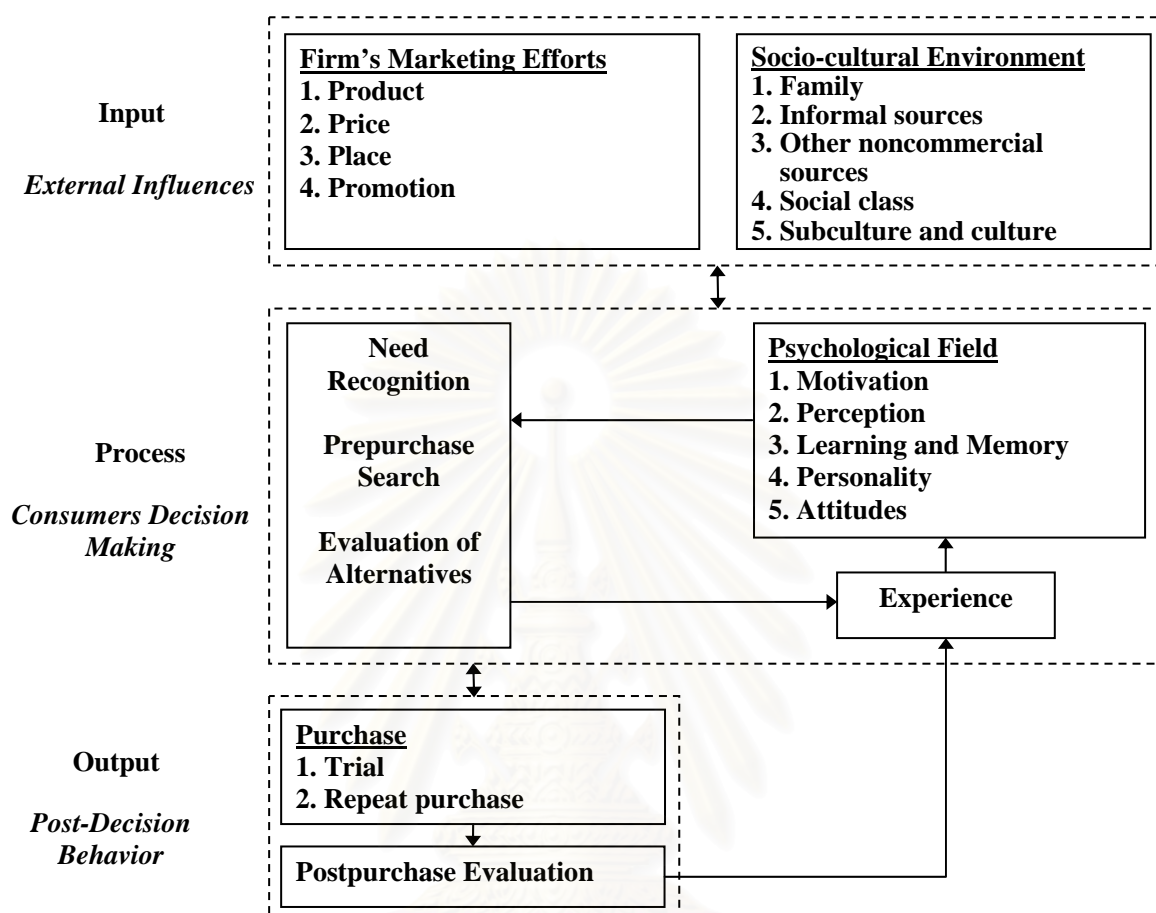 Input
External Influences
Firm's Marketing Efforts
1. Product
2. Price
3. Place
4. Promotion
Socio-cultural Environment
1. Family
2. Informal sources
3. Other noncommercial
sources
4. Social class
5. Subculture and culture
Process
Consumers Decision
Making
Need
Recognition
Prepurchase
Search
Evaluation of
Alternatives
Psychological Field
1. Motivation
2. Perception
3. Learning and Memory
4. Personality
5. Attitudes
Experience
Output
Post-Decision
Behavior
Purchase
1. Trial
2. Repeat purchase
Postpurchase Evaluation